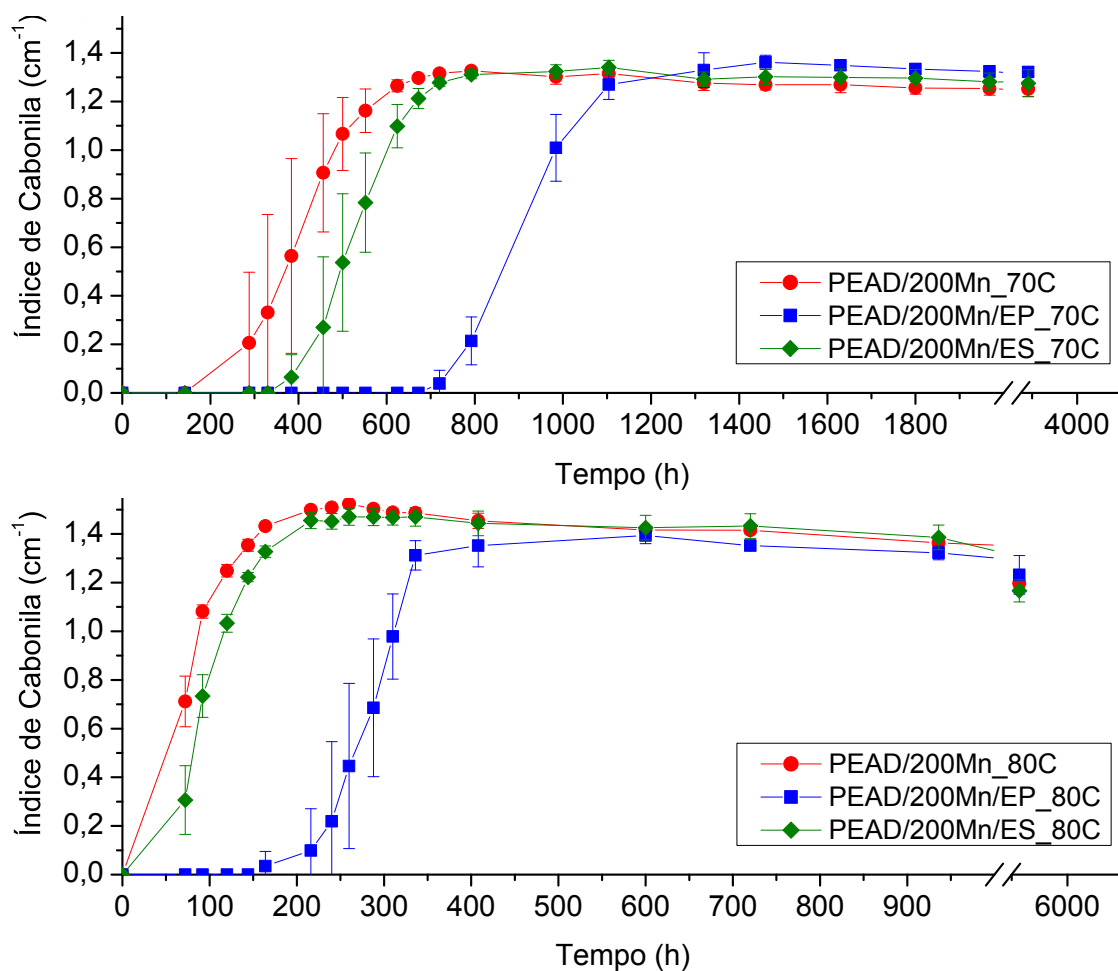 Índice de Cabonila (cm-1)
1,4
1,2
1,0
0,8
0,6
0,4
0,2
0,0
PEAD/200Mn_70C
PEAD/200Mn/EP_70C
PEAD/200Mn/ES_70C
0 200 400 600 800 1000 1200 1400 1600 1800 4000
Tempo (h)
Índice de Cabonila (cm-1)
1,4
1,2
1,0
0,8
0,6
0,4
0,2
0,0
PEAD/200Mn_80C
PEAD/200Mn/EP_80C
PEAD/200Mn/ES_80C
0 100 200 300 400 500 600 700 800 900 6000
Tempo (h)